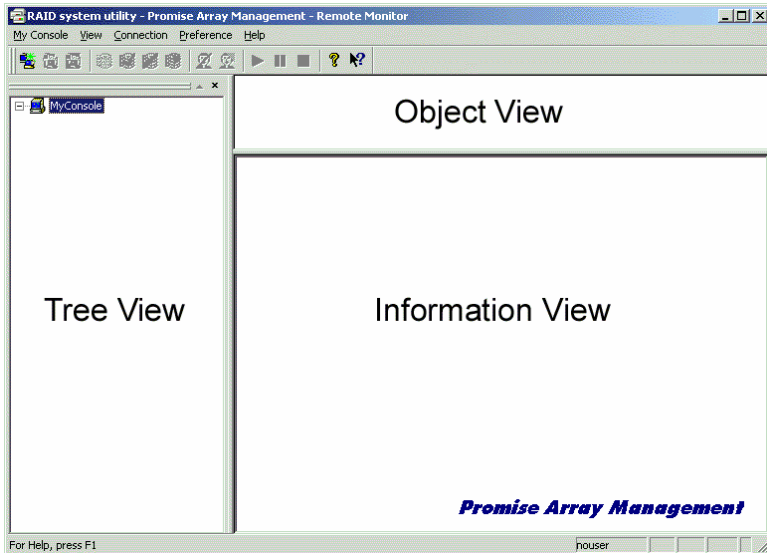 RAID system utility - Promise Array Management - Remote Monitor
My Console View Connection Preference Help
MyConsole
Object View
Tree View
Information View
Promise Array Management
For Help, press F1
nouser